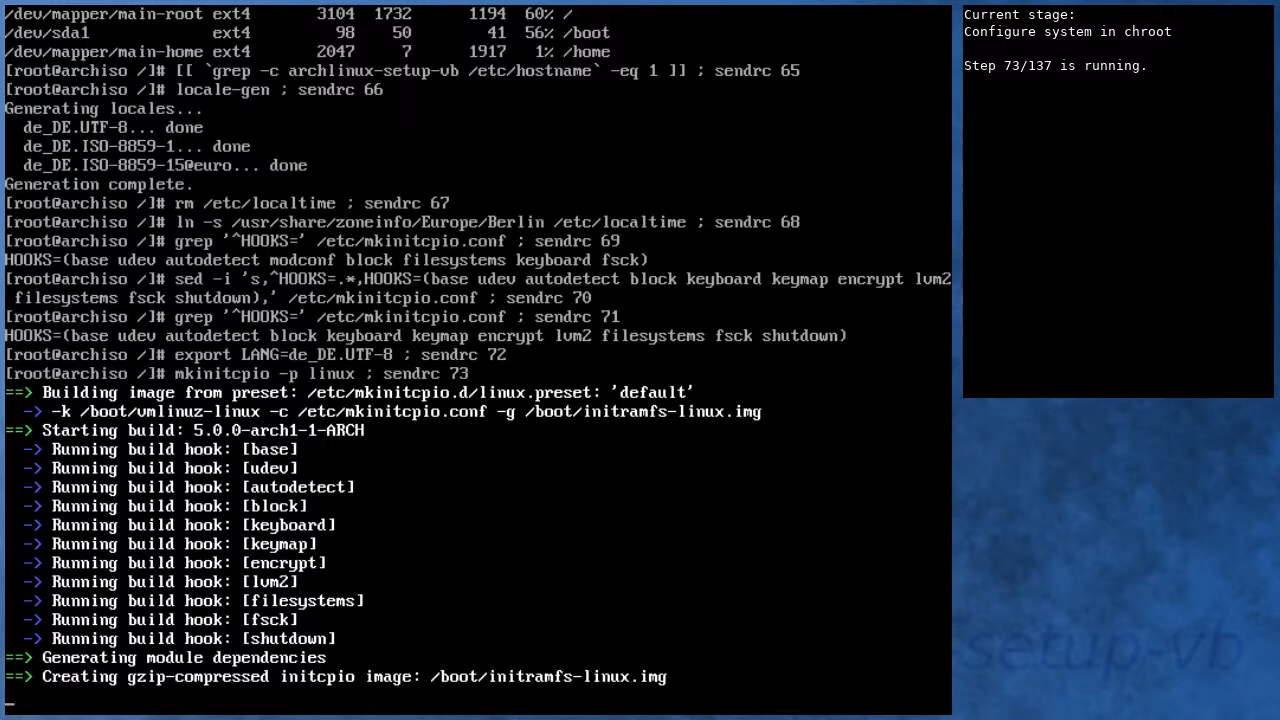 /dev/mapper/main-root ext4       3104  1732      1194  60% /
/dev/sda1             ext4         98    50        41  56% /boot
/dev/mapper/main-home ext4       2047     7      1917   1% /home
[root@archiso /]# [[ `grep -c archlinux-setup-vb /etc/hostname` -eq 1 ]] ; sendrc 65
[root@archiso /]# locale-gen ; sendrc 66
Generating locales...
  de_DE.UTF-8... done
  de_DE.ISO-8859-1... done
  de_DE.ISO-8859-15@euro... done
Generation complete.
[root@archiso /]# rm /etc/localtime ; sendrc 67
[root@archiso /]# ln -s /usr/share/zoneinfo/Europe/Berlin /etc/localtime ; sendrc 68
[root@archiso /]# grep '^HOOKS=' /etc/mkinitcpio.conf ; sendrc 69
HOOKS=(base udev autodetect modconf block filesystems keyboard fsck)
[root@archiso /]# sed -i 's,^HOOKS=.*,HOOKS=(base udev autodetect block keyboard keymap encrypt lvm2
 filesystems fsck shutdown),' /etc/mkinitcpio.conf ; sendrc 70
[root@archiso /]# grep '^HOOKS=' /etc/mkinitcpio.conf ; sendrc 71
HOOKS=(base udev autodetect block keyboard keymap encrypt lvm2 filesystems fsck shutdown)
[root@archiso /]# export LANG=de_DE.UTF-8 ; sendrc 72
[root@archiso /]# mkinitcpio -p linux ; sendrc 73
==> Building image from preset: /etc/mkinitcpio.d/linux.preset: 'default'
  -> -k /boot/vmlinuz-linux -c /etc/mkinitcpio.conf -g /boot/initramfs-linux.img
==> Starting build: 5.0.0-arch1-1-ARCH
  -> Running build hook: [base]
  -> Running build hook: [udev]
  -> Running build hook: [autodetect]
  -> Running build hook: [block]
  -> Running build hook: [keyboard]
  -> Running build hook: [keymap]
  -> Running build hook: [encrypt]
  -> Running build hook: [lvm2]
  -> Running build hook: [filesystems]
  -> Running build hook: [fsck]
  -> Running build hook: [shutdown]
==> Generating module dependencies
==> Creating gzip-compressed initcpio image: /boot/initramfs-linux.img
Current stage:
Configure system in chroot
Step 73/137 is running.
setup-vb